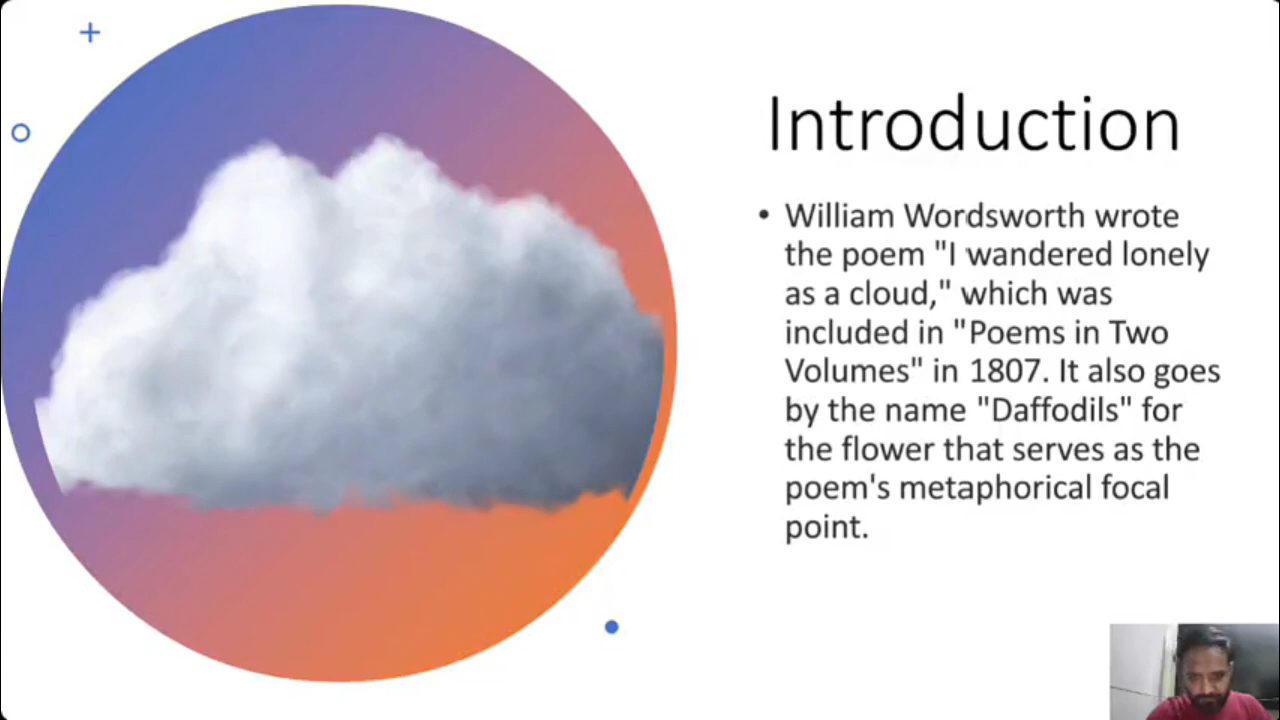 Introduction
• William Wordsworth wrote
the poem "I wandered lonely
as a cloud," which was
included in "Poems in Two
Volumes" in 1807. It also goes
by the name "Daffodils" for
the flower that serves as the
poem's metaphorical focal
point.